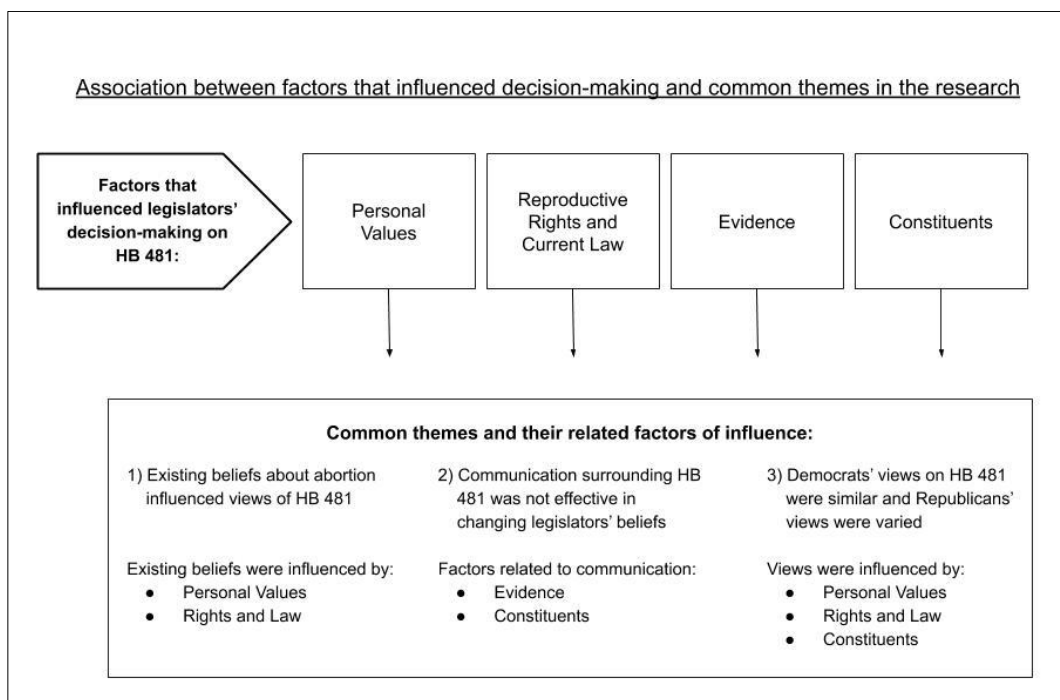 Association between factors that influenced decision-making and common themes in the research
Factors that
influenced legislators’
decision-making on
HB 481:
Personal
Values
Reproductive
Rights and
Current Law
Evidence
Constituents
Common themes and their related factors of influence:
1) Existing beliefs about abortion
influenced views of HB 481
Existing beliefs were influenced by:
● Personal Values
● Rights and Law
2) Communication surrounding HB
481 was not effective in
changing legislators’ beliefs
Factors related to communication:
● Evidence
● Constituents
3) Democrats’ views on HB 481
were similar and Republicans’
views were varied
Views were influenced by:
● Personal Values
● Rights and Law
● Constituents